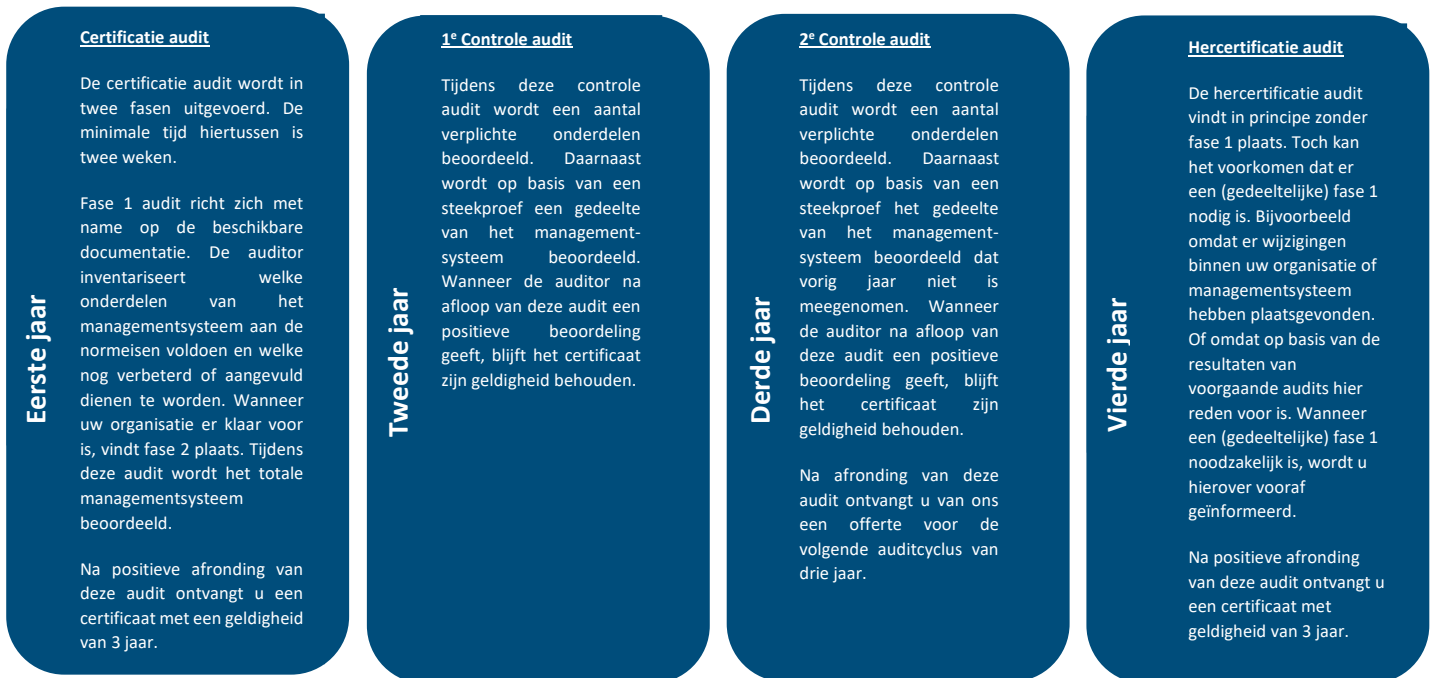 Eerste jaar
Certificatie audit
De certificatie audit wordt in
twee fasen uitgevoerd. De
minimale tijd hiertussen is
twee weken.
Fase 1 audit richt zich met
name op de beschikbare
documentatie. De auditor
inventariseert welke
onderdelen van het
managementsysteem aan de
normeisen voldoen en welke
nog verbeterd of aangevuld
dienen te worden. Wanneer
uw organisatie er klaar voor
is, vindt fase 2 plaats. Tijdens
deze audit wordt het totale
managementsysteem
beoordeeld.
Na positieve afronding van
deze audit ontvangt u een
certificaat met een geldigheid
van 3 jaar.
Tweede jaar
1e Controle audit
Tijdens deze controle
audit wordt een aantal
verplichte onderdelen
beoordeeld. Daarnaast
wordt op basis van een
steekproef een gedeelte
van het management-
systeem beoordeeld.
Wanneer de auditor na
afloop van deze audit een
positieve beoordeling
geeft, blijft het certificaat
zijn geldigheid behouden.
Derde jaar
2e Controle audit
Tijdens deze controle
audit wordt een aantal
verplichte onderdelen
beoordeeld. Daarnaast
wordt op basis van een
steekproef het gedeelte
van het management-
systeem beoordeeld dat
vorig jaar niet is
meegenomen. Wanneer
de auditor na afloop van
deze audit een positieve
beoordeling geeft, blijft
het certificaat zijn
geldigheid behouden.
Na afronding van deze
audit ontvangt u van ons
een offerte voor de
volgende auditcyclus van
drie jaar.
Vierde jaar
Hercertificatie audit
De hercertificatie audit
vindt in principe zonder
fase 1 plaats. Toch kan
het voorkomen dat er
een (gedeeltelijke) fase 1
nodig is. Bijvoorbeeld
omdat er wijzigingen
binnen uw organisatie of
managementsysteem
hebben plaatsgevonden.
Of omdat op basis van de
resultaten van
voorgaande audits hier
reden voor is. Wanneer
een (gedeeltelijke) fase 1
noodzakelijk is, wordt u
hierover vooraf
geïnformeerd.
Na positieve afronding
van deze audit ontvangt u
een certificaat met
geldigheid van 3 jaar.